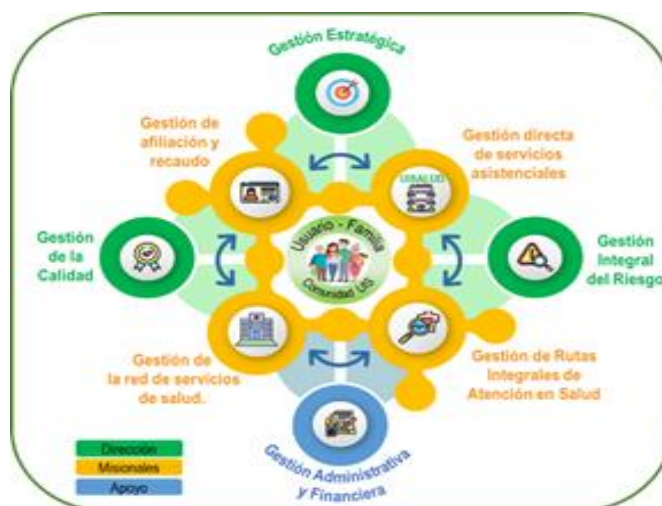 Gestión Estratégica
Gestión de
afiliación y
recaudo
Gestión directa
de servicios
asistenciales
UISALUD
Gestión
de la
Calidad
Usuario - Familia
Comunidad UIS
Gestión
Integral
del Riesgo
Gestión de
la red de servicios
de salud.
Gestión de Rutas
Integrales de
Atención en Salud
Gestión Administrativa
y Financiera
Dirección
Misionales
Apoyo